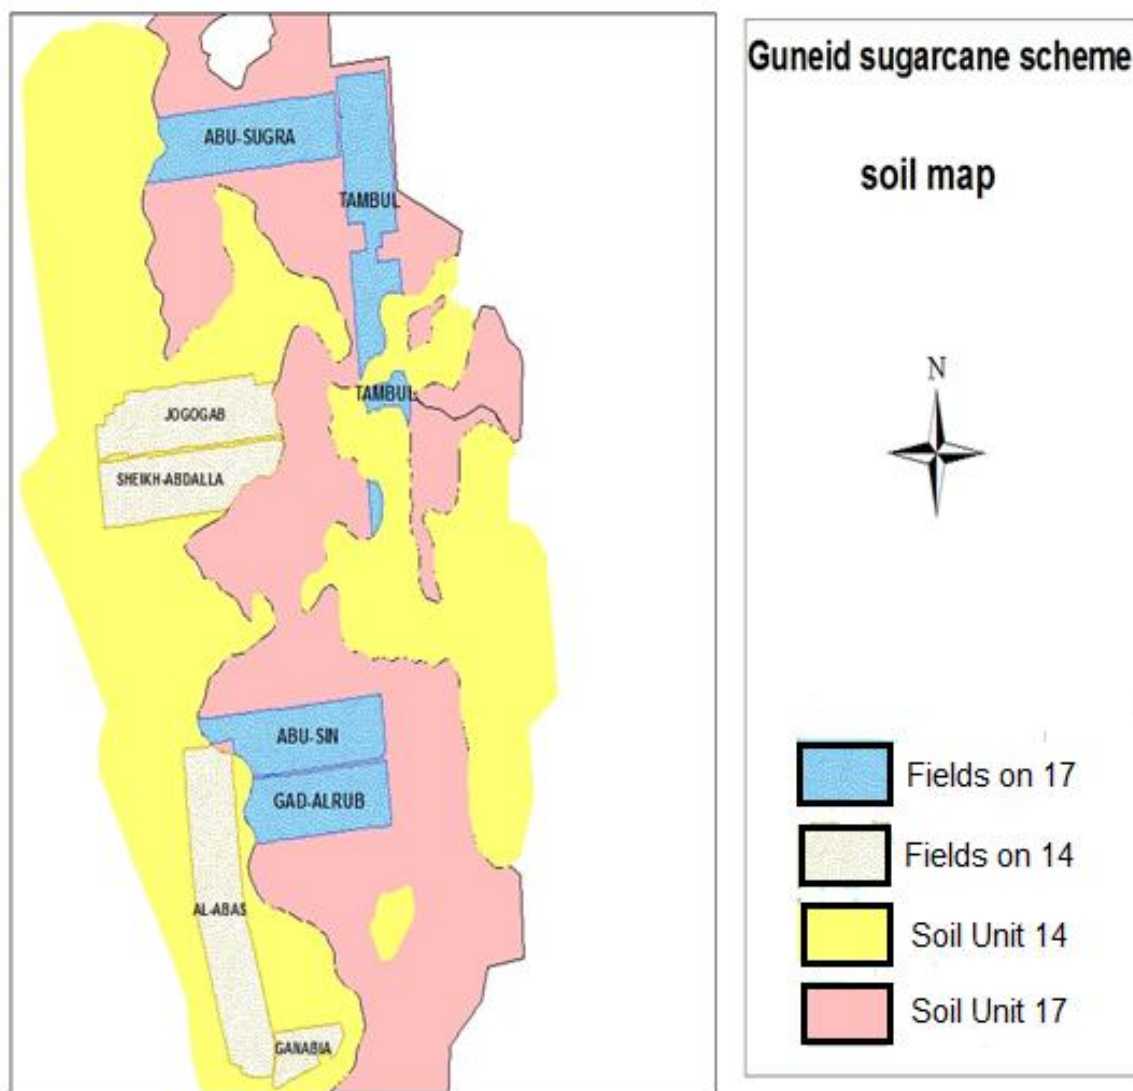 Guneid sugarcane scheme
soil map
N
ABU-SUGRA
TAMBUL
TAMBUL
JOGOGAB
SHEIKH-ABDALLA
ABU-SIN
GAD-ALRUB
AL-ABAS
GANABIA
Fields on 17
Fields on 14
Soil Unit 14
Soil Unit 17